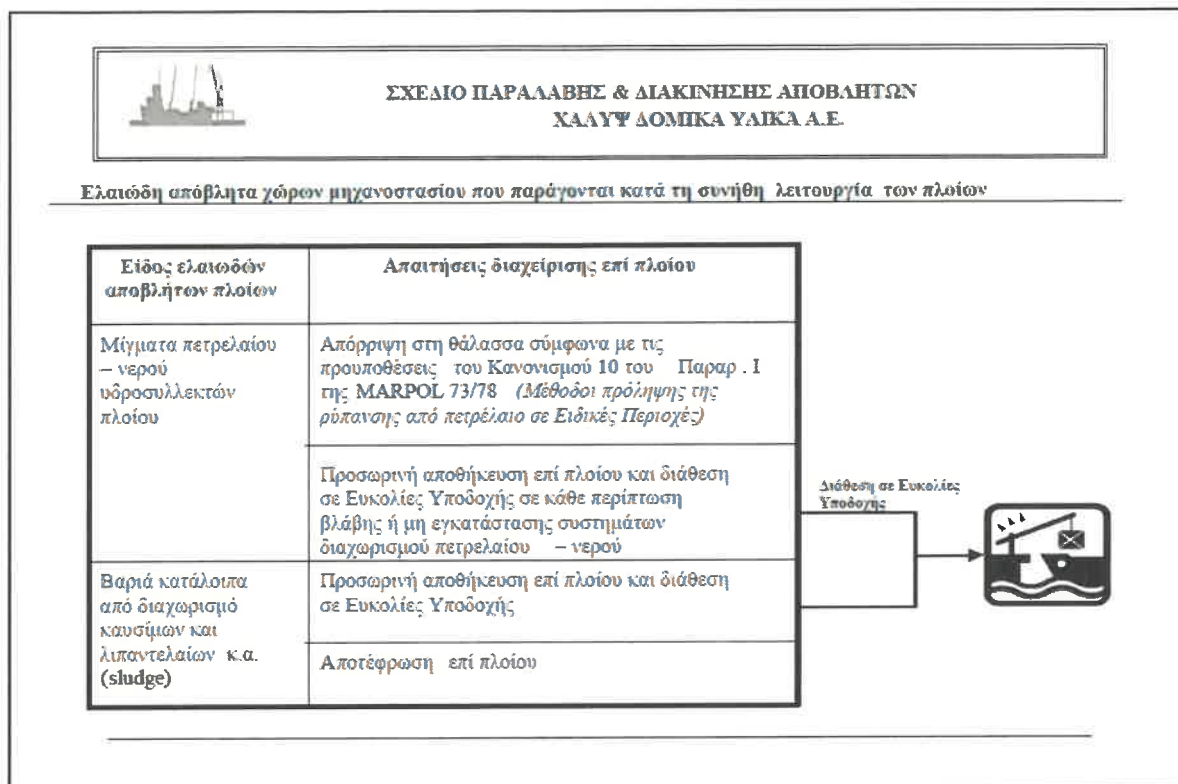 ΣΧΕΔΙΟ ΠΑΡΑΛΑΒΗΣ & ΔΙΑΚΙΝΗΣΗΣ ΑΠΟΒΛΗΤΩΝ
ΧΑΛΥΨ ΔΟΜΙΚΑ ΥΛΙΚΑ Α.Ε.
Ελαιώδη απόβλητα χώρων μηχανοστασίου που παράγονται κατά τη συνήθη λειτουργία των πλοίων
Είδος ελαιωδών
αποβλήτων πλοίων
Απαιτήσεις διαχείρισης επί πλοίου
Μίγματα πετρελαίου
– νερού
υδροσυλλεκτών
πλοίου
Απόρριψη στη θάλασσα σύμφωνα με τις
προυποθέσεις του Κανονισμού 10 του Παραρ . Ι
της MARPOL 73/78 (Μέθοδοι πρόληψης της
ρύπανσης από πετρέλαιο σε Ειδικές Περιοχές)
Προσωρινή αποθήκευση επί πλοίου και διάθεση
σε Ευκολίες Υποδοχής σε κάθε περίπτωση
βλάβης ή μη εγκατάστασης συστημάτων
διαχωρισμού πετρελαίου – νερού
Βαριά κατάλοιπα
από διαχωρισμό
καυσίμων και
λιπαντελαίων κ.α.
(sludge)
Προσωρινή αποθήκευση επί πλοίου και διάθεση
σε Ευκολίες Υποδοχής
Αποτέφρωση επί πλοίου
Διάθεση σε Ευκολίες
Υποδοχής